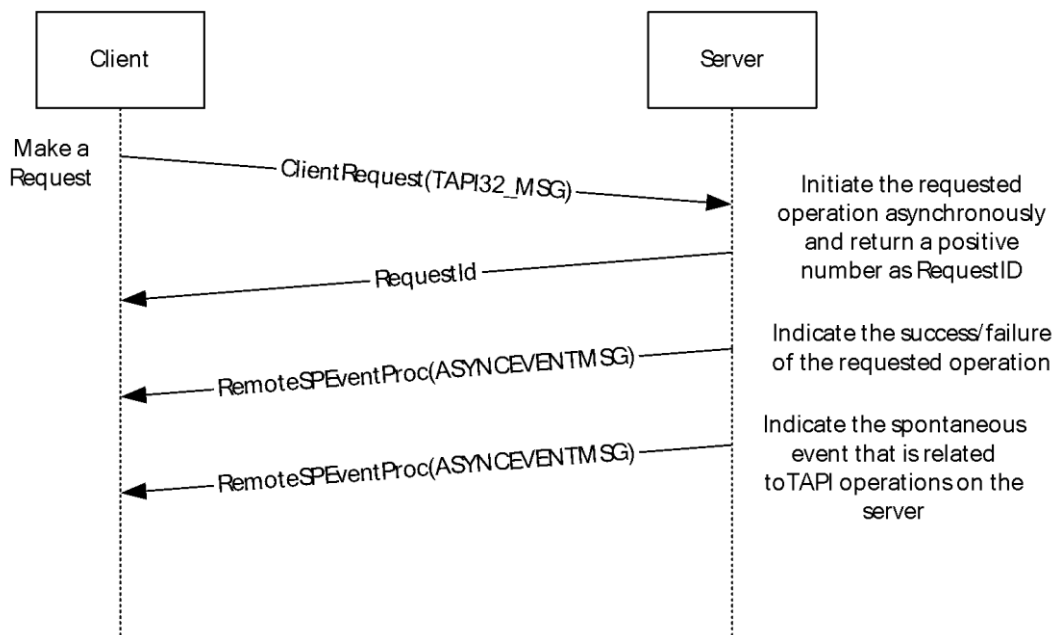 Client
Server
Make a
Request
ClientRequest(TAPI32_MSG)
Initiate the requested
operation asynchronously
and return a positive
number as RequestID
RequestId
Indicate the success/failure
of the requested operation
RemoteSPEventProc(ASYNCEVENTMSG)
Indicate the spontaneous
event that is related
to TAPI operations on the
server
RemoteSPEventProc(ASYNCEVENTMSG)